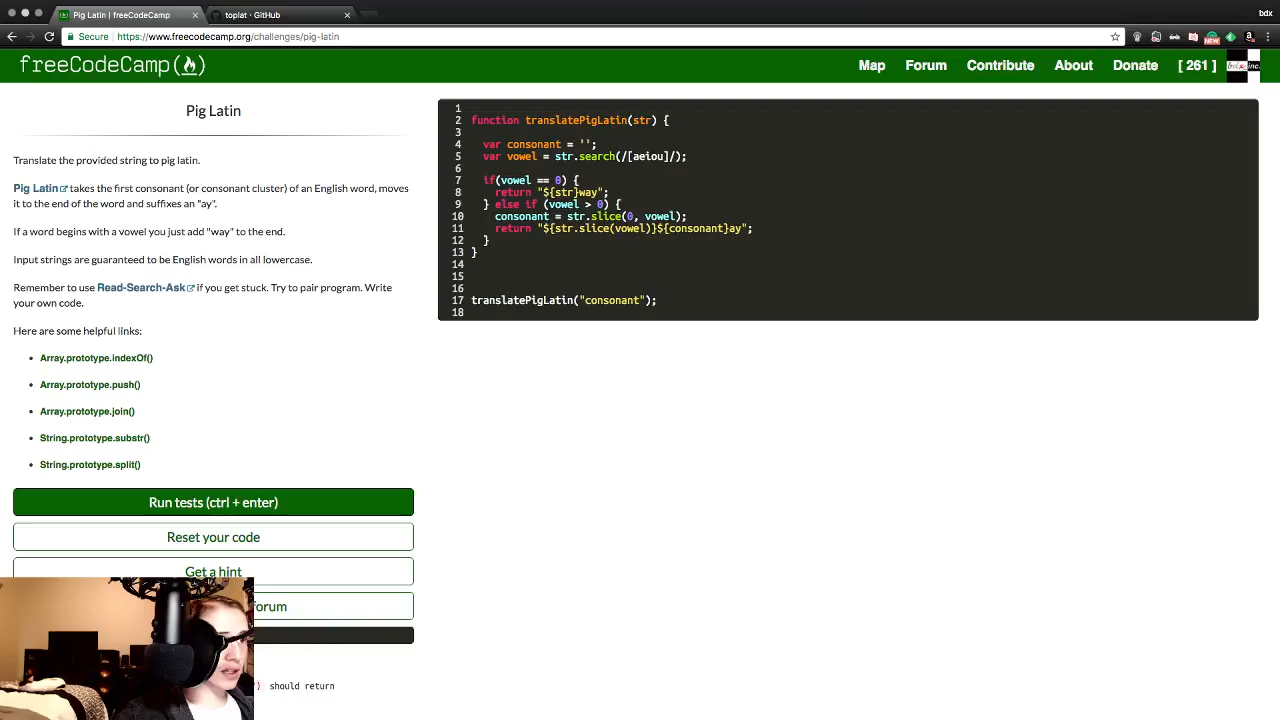 Pig Latin | freeCodeCamp
toplat · GitHub
bdx
Secure https://www.freecodecamp.org/challenges/pig-latin
NEW
freeCodeCamp
Map Forum Contribute About Donate [ 261 ]
bdx inc.
Pig Latin
Translate the provided string to pig latin.
Pig Latin takes the first consonant (or consonant cluster) of an English word, moves
it to the end of the word and suffixes an "ay".
If a word begins with a vowel you just add "way" to the end.
Input strings are guaranteed to be English words in all lowercase.
Remember to use Read-Search-Ask if you get stuck. Try to pair program. Write
your own code.
Here are some helpful links:
Array.prototype.indexOf()
Array.prototype.push()
Array.prototype.join()
String.prototype.substr()
String.prototype.split()
Run tests (ctrl + enter)
Reset your code
Get a hint
forum
') should return
1
2 function translatePigLatin(str) {
3
4 var consonant = '';
5 var vowel = str.search(/[aeiou]/);
6
7 if(vowel == 0) {
8 return "${str}way";
9 } else if (vowel > 0) {
10 consonant = str.slice(0, vowel);
11 return "${str.slice(vowel)}${consonant}ay";
12 }
13 }
14
15
16
17 translatePigLatin("consonant");
18